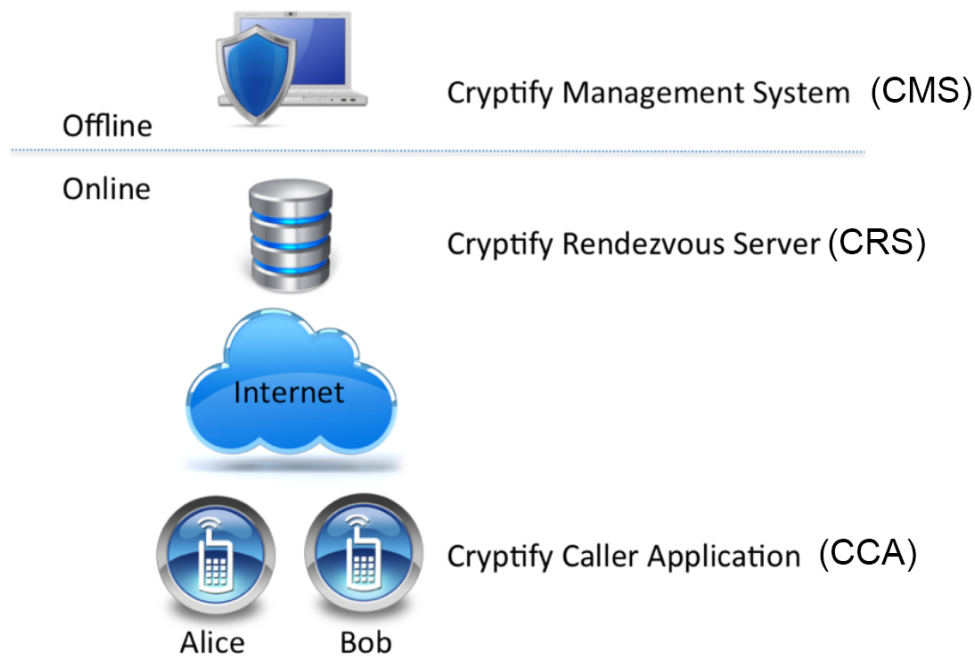 Cryptify Management System (CMS)
Offline
Online
Cryptify Rendezvous Server (CRS)
Internet
Cryptify Caller Application (CCA)
Alice Bob